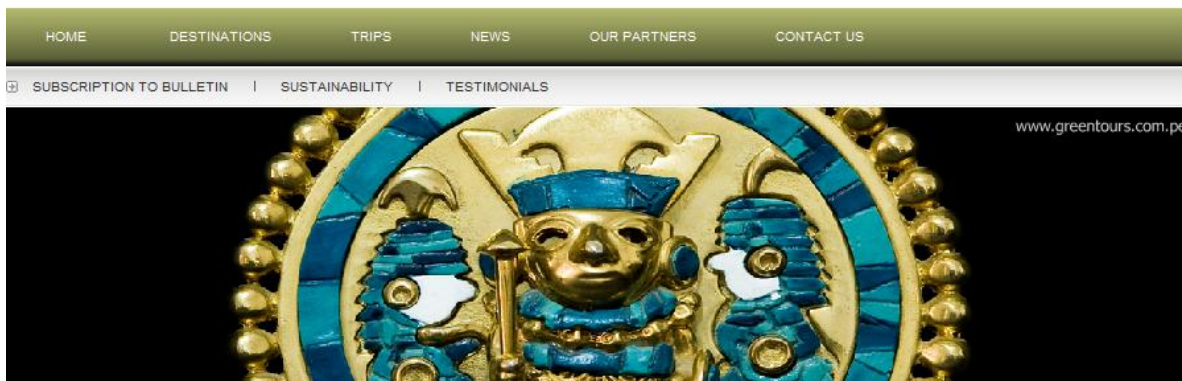 HOME DESTINATIONS TRIPS NEWS OUR PARTNERS CONTACT US
SUBSCRIPTION TO BULLETIN | SUSTAINABILITY | TESTIMONIALS
www.greentours.com.pe